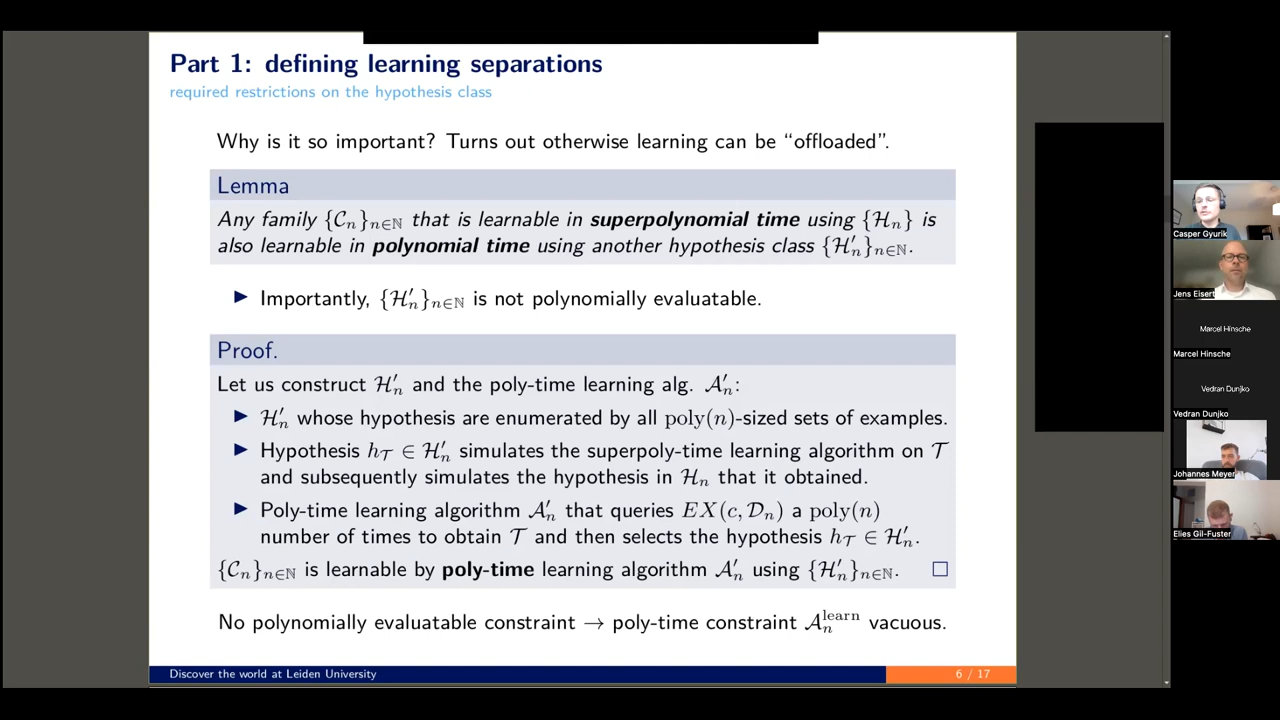 Part 1: defining learning separations
required restrictions on the hypothesis class
Why is it so important? Turns out otherwise learning can be “offloaded”.
Lemma
Any family {𝒞ₙ}ₙ∈ℕ that is learnable in superpolynomial time using {ℋₙ} is
also learnable in polynomial time using another hypothesis class {ℋ′ₙ}ₙ∈ℕ.
▶ Importantly, {ℋ′ₙ}ₙ∈ℕ is not polynomially evaluatable.
Proof.
Let us construct ℋ′ₙ and the poly-time learning alg. 𝒜′ₙ:
▶ ℋ′ₙ whose hypothesis are enumerated by all poly(n)-sized sets of examples.
▶ Hypothesis h_𝒯 ∈ ℋ′ₙ simulates the superpoly-time learning algorithm on 𝒯
and subsequently simulates the hypothesis in ℋₙ that it obtained.
▶ Poly-time learning algorithm 𝒜′ₙ that queries EX(c, 𝒟ₙ) a poly(n)
number of times to obtain 𝒯 and then selects the hypothesis h_𝒯 ∈ ℋ′ₙ.
{𝒞ₙ}ₙ∈ℕ is learnable by poly-time learning algorithm 𝒜′ₙ using {ℋ′ₙ}ₙ∈ℕ. □
No polynomially evaluatable constraint → poly-time constraint 𝒜ₙ^learn vacuous.
Discover the world at Leiden University
6 / 17
Casper Gyurik
Jens Eisert
Marcel Hinsche
Marcel Hinsche
Vedran Dunjko
Vedran Dunjko
Johannes Meyer
Elies Gil-Fuster